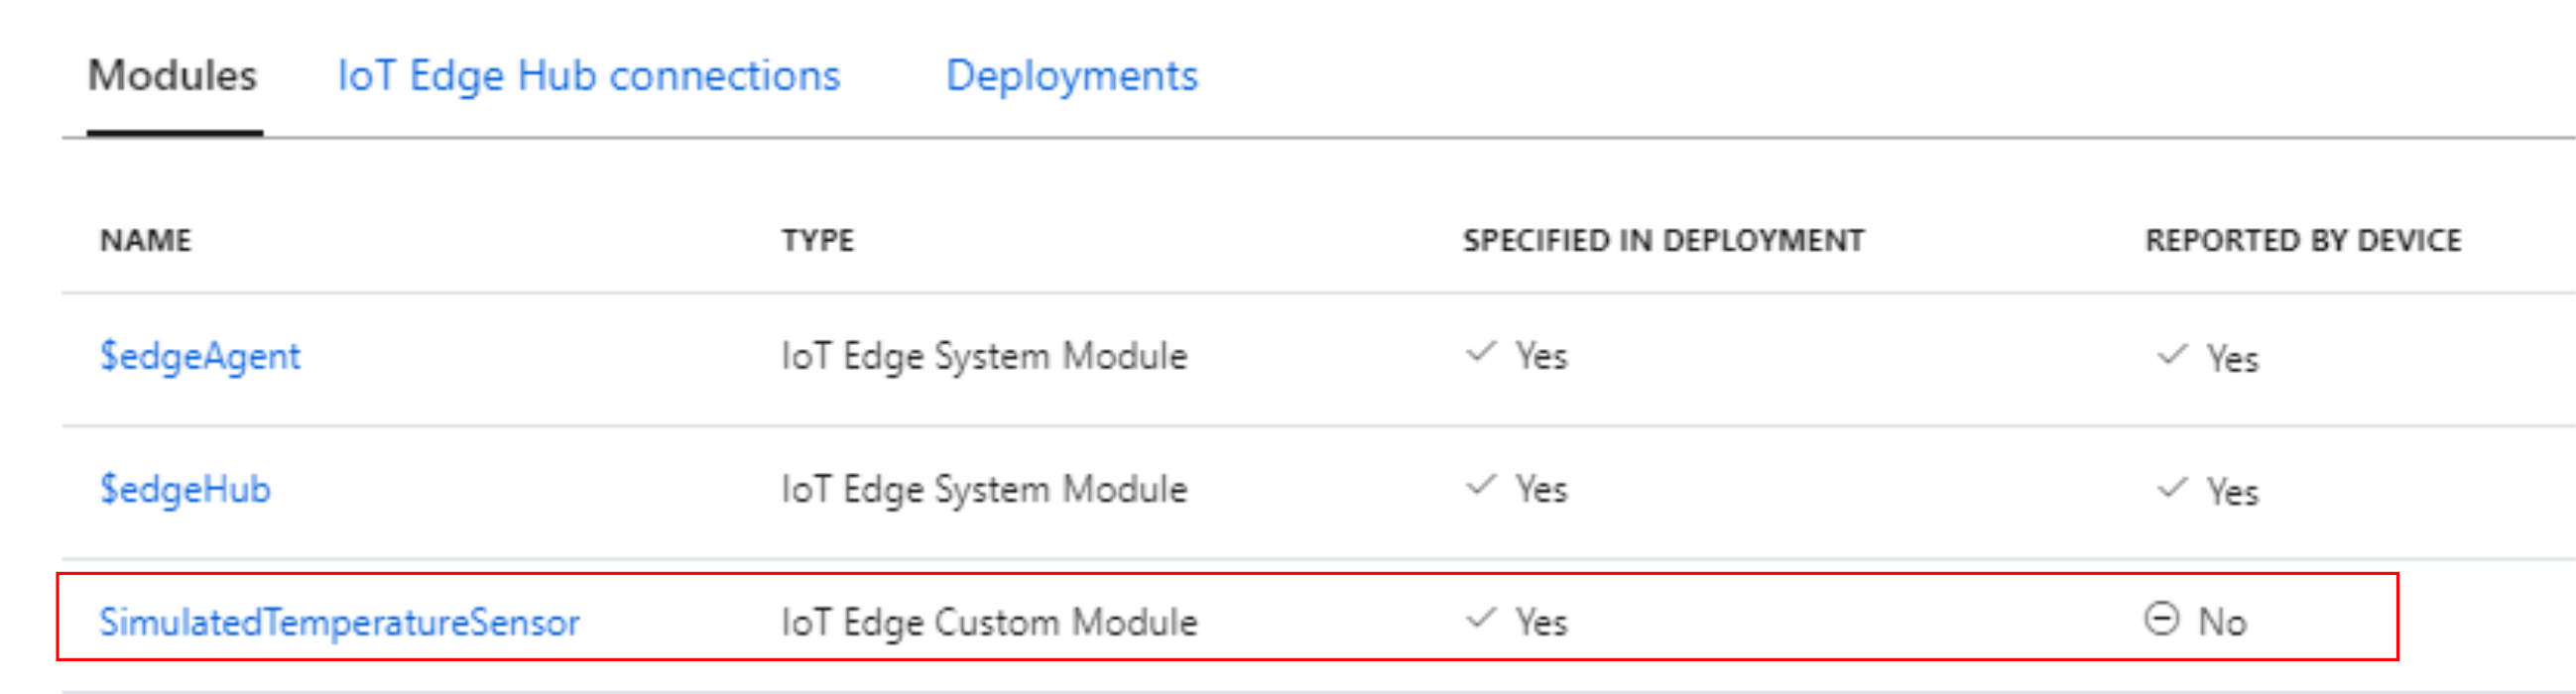 Modules IoT Edge Hub connections Deployments
NAME TYPE SPECIFIED IN DEPLOYMENT REPORTED BY DEVICE
$edgeAgent IoT Edge System Module Yes Yes
$edgeHub IoT Edge System Module Yes Yes
SimulatedTemperatureSensor IoT Edge Custom Module Yes No